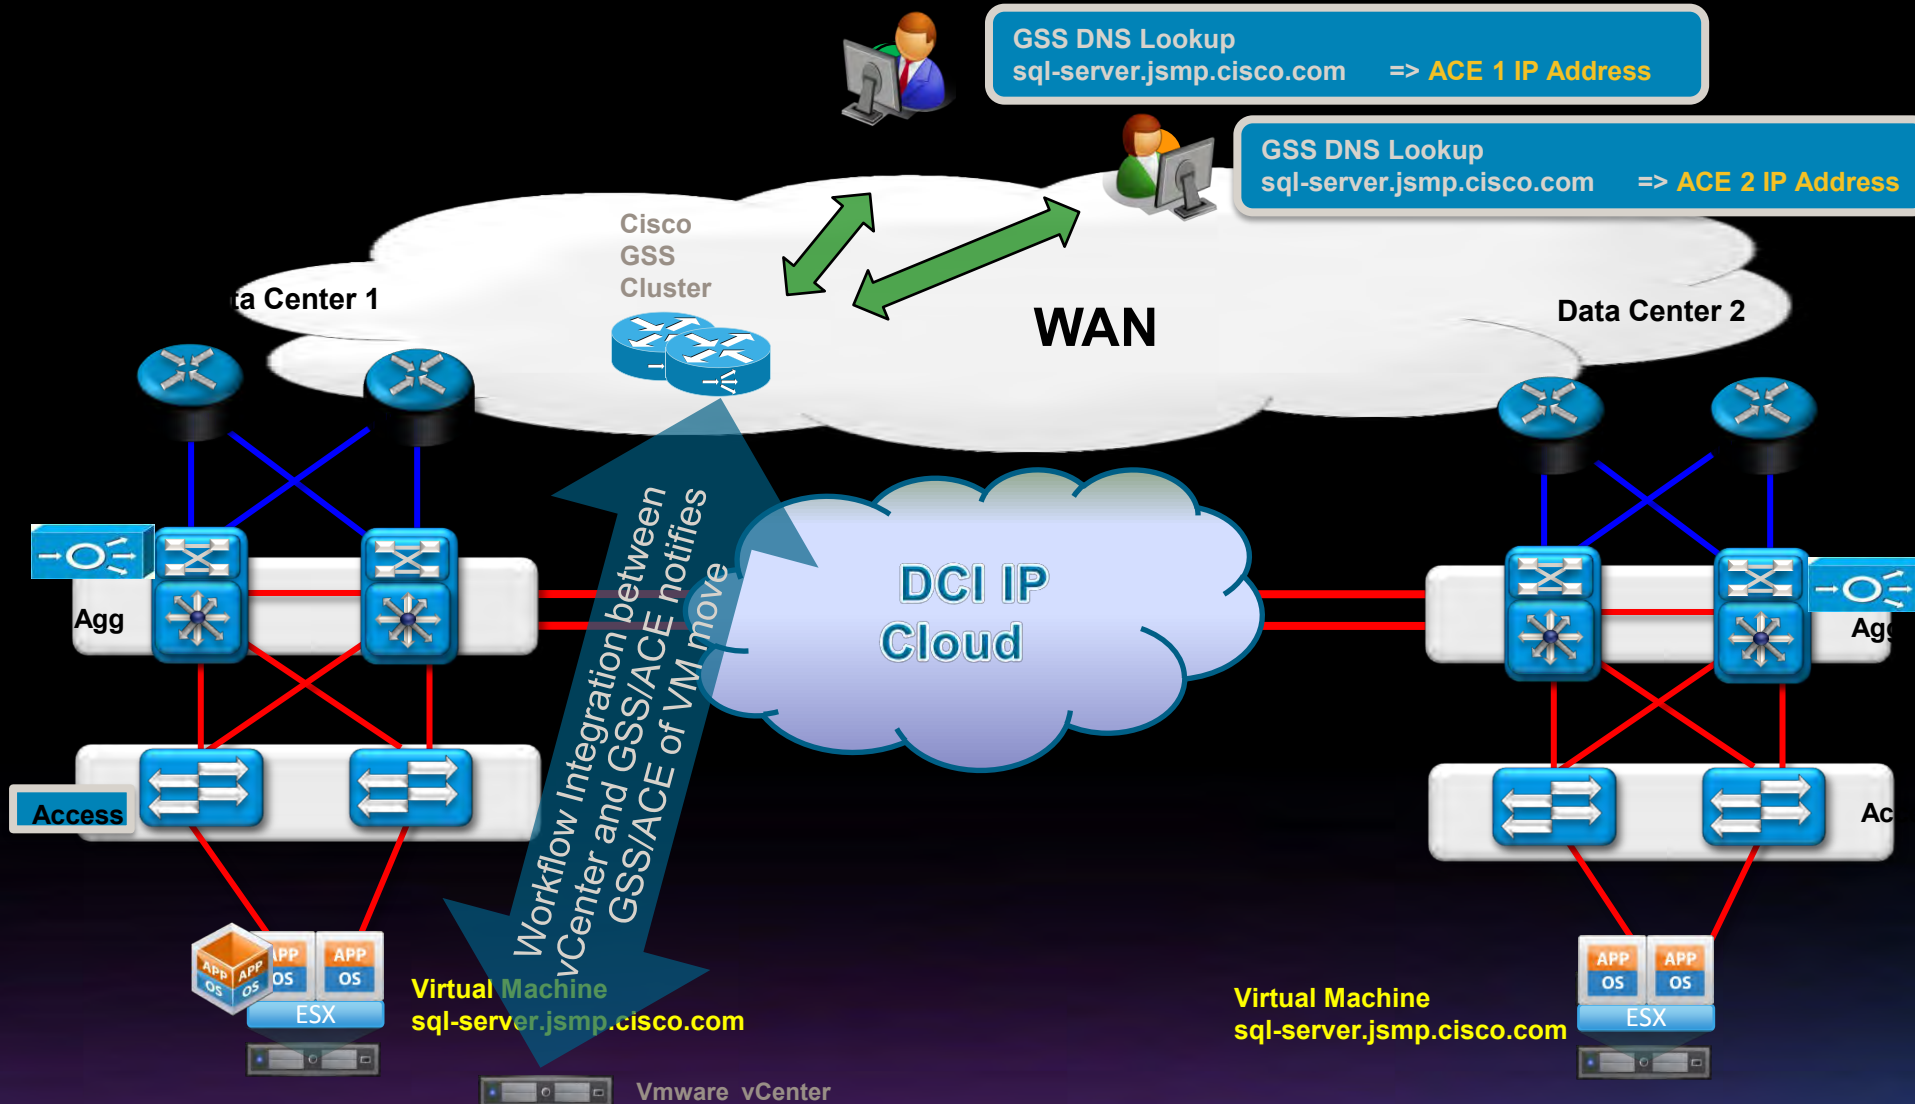 GSS DNS Lookup
sql-server.jsmp.cisco.com => ACE 1 IP Address
GSS DNS Lookup
sql-server.jsmp.cisco.com => ACE 2 IP Address
Cisco
GSS
Cluster
ta Center 1
WAN
Data Center 2
DCI IP
Cloud
Workflow Integration between
vCenter and GSS/ACE notifies
GSS/ACE of VM move
Agg
Agg
Access
Ac
APP
OS
APP
OS
PP
OS
APP
OS
ESX
Virtual Machine
sql-server.jsmp.cisco.com
Virtual Machine
sql-server.jsmp.cisco.com
APP
OS
APP
OS
ESX
Vmware vCenter